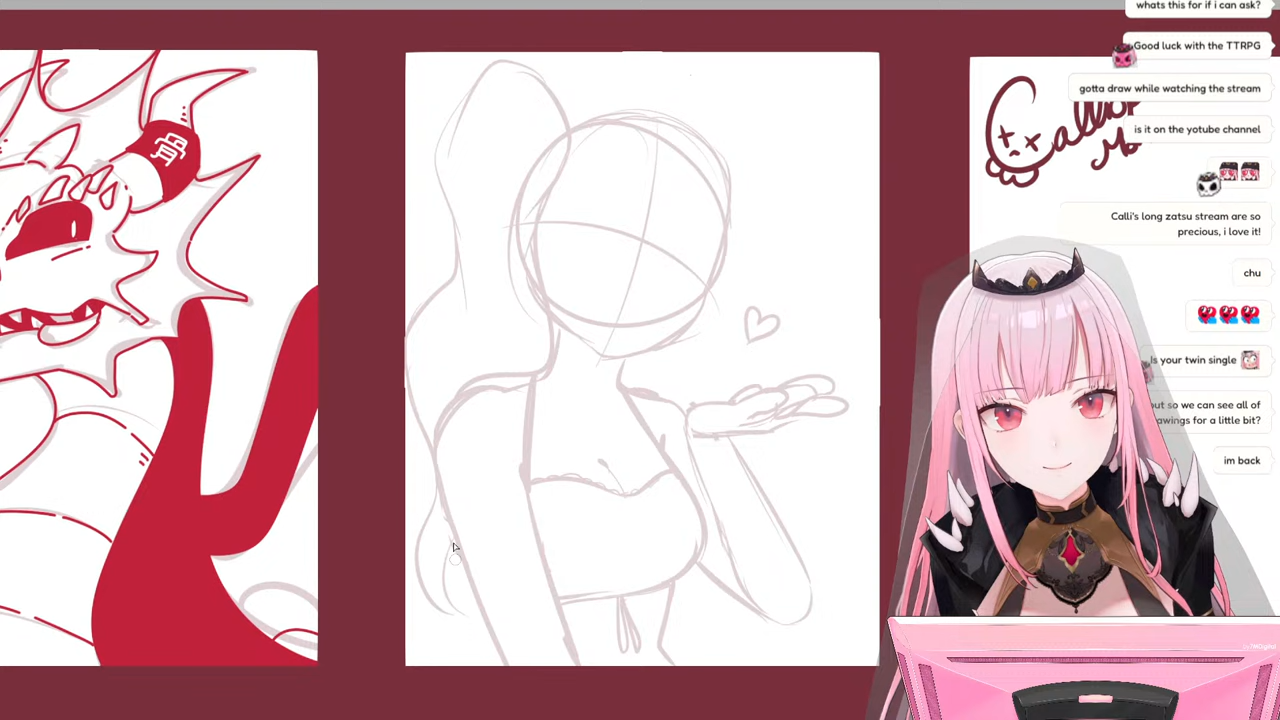 whats this for if i can ask?
Good luck with the TTRPG
gotta draw while watching the stream
is it on the yotube channel
Calli's long zatsu stream are so
precious, i love it!
chu
Is your twin single
out so we can see all of
awings for a little bit?
im back
骨